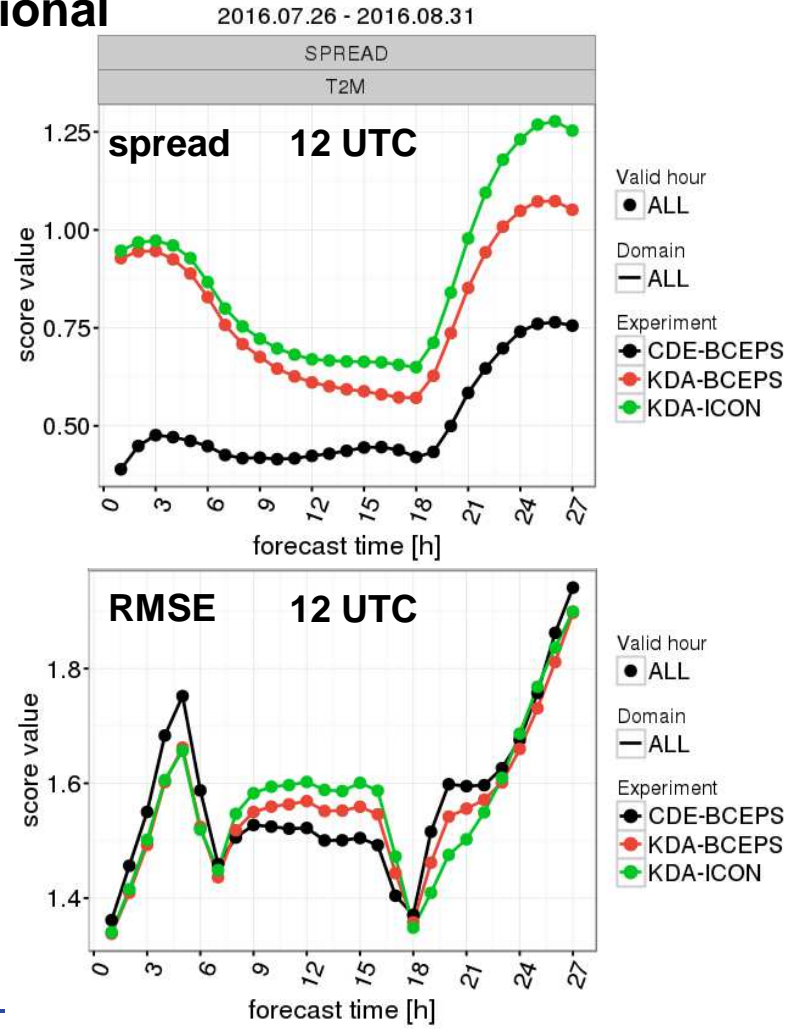 ional
2016.07.26 - 2016.08.31
SPREAD
T2M
spread 12 UTC
score value
1.25
1.00
0.75
0.50
0 3 6 9 12 15 18 21 24 27
forecast time [h]
Valid hour
ALL
Domain
ALL
Experiment
CDE-BCEPS
KDA-BCEPS
KDA-ICON
RMSE 12 UTC
score value
1.8
1.6
1.4
0 3 6 9 12 15 18 21 24 27
forecast time [h]
Valid hour
ALL
Domain
ALL
Experiment
CDE-BCEPS
KDA-BCEPS
KDA-ICON